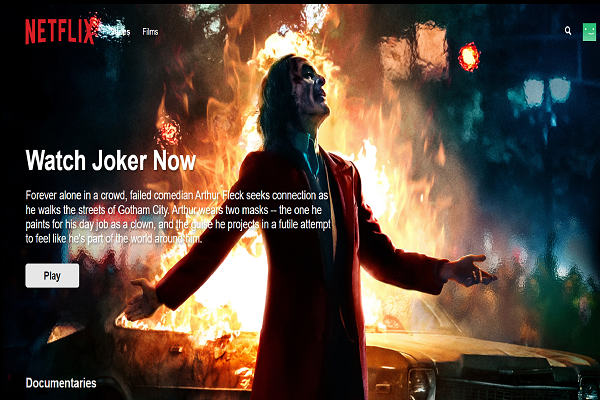 NETFLIX
Films
Watch Joker Now
Forever alone in a crowd, failed comedian Arthur Fleck seeks connection as
he walks the streets of Gotham City. Arthur wears two masks -- the one he
paints for his day job as a clown, and the guise he projects in a futile attempt
to feel like he's part of the world around him.
Play
Documentaries